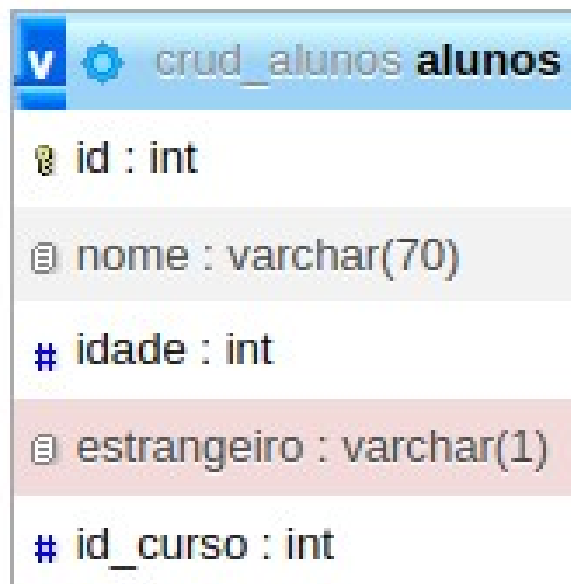 v crud_alunos alunos
id : int
nome : varchar(70)
# idade : int
estrangeiro : varchar(1)
# id_curso : int